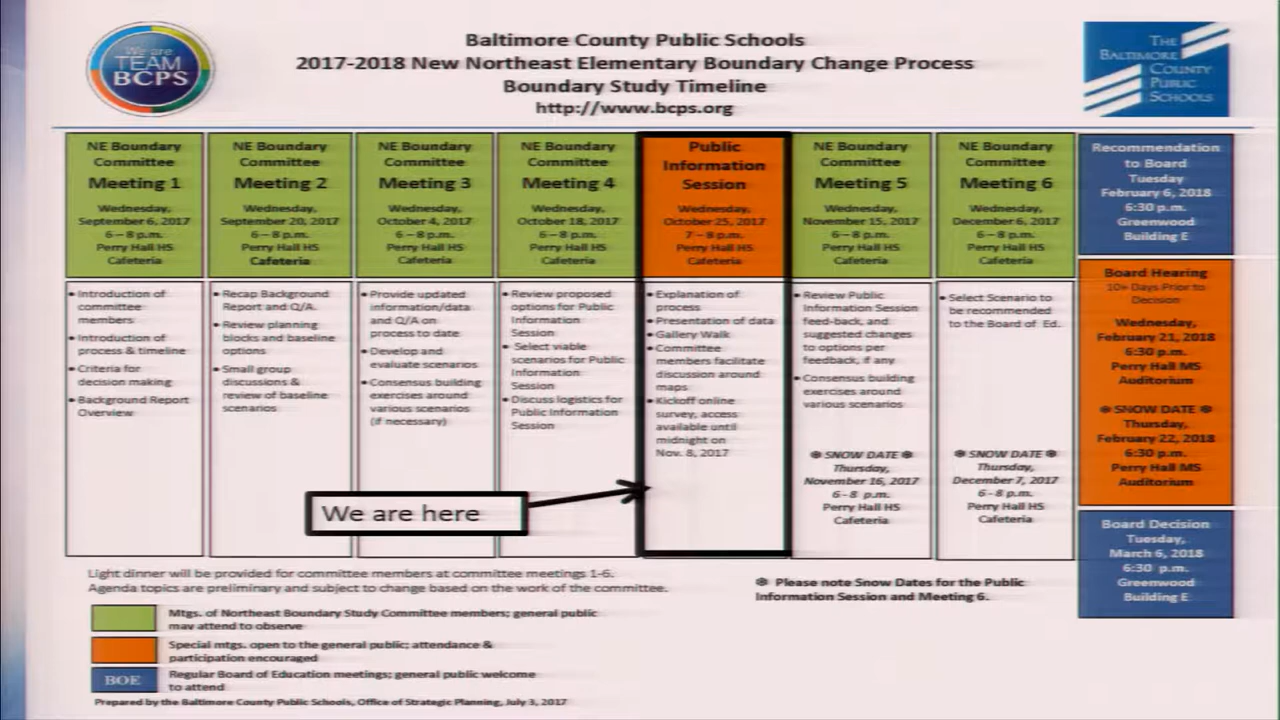 We are
TEAM
BCPS
Baltimore County Public Schools
2017-2018 New Northeast Elementary Boundary Change Process
Boundary Study Timeline
http://www.bcps.org
THE
BALTIMORE
COUNTY
PUBLIC
SCHOOLS
NE Boundary
Committee
Meeting 1
Wednesday,
September 6, 2017
6 – 8 p.m.
Perry Hall HS
Cafeteria
• Introduction of
committee
members
• Introduction of
process & timeline
• Criteria for
decision making
• Background Report
Overview
NE Boundary
Committee
Meeting 2
Wednesday,
September 20, 2017
6 – 8 p.m.
Perry Hall HS
Cafeteria
• Recap Background
Report and Q/A.
• Review planning
blocks and baseline
options
• Small group
discussions &
review of baseline
scenarios
NE Boundary
Committee
Meeting 3
Wednesday,
October 4, 2017
6 – 8 p.m.
Perry Hall HS
Cafeteria
• Provide updated
information/data
and Q/A on
process to date
• Develop and
evaluate scenarios
• Consensus building
exercises around
various scenarios
(if necessary)
NE Boundary
Committee
Meeting 4
Wednesday,
October 18, 2017
6 – 8 p.m.
Perry Hall HS
Cafeteria
• Review proposed
options for Public
Information
Session
• Select viable
scenarios for Public
Information
Session
• Discuss logistics for
Public Information
Session
We are here
Public
Information
Session
Wednesday,
October 25, 2017
7 – 8 p.m.
Perry Hall HS
Cafeteria
• Explanation of
process
• Presentation of data
• Gallery Walk
• Committee
members facilitate
discussion around
maps
• Kickoff online
survey, access
available until
midnight on
Nov. 8, 2017
NE Boundary
Committee
Meeting 5
Wednesday,
November 15, 2017
6 – 8 p.m.
Perry Hall HS
Cafeteria
• Review Public
Information Session
feed-back, and
suggested changes
to options per
feedback, if any
• Consensus building
exercises around
various scenarios
❄ SNOW DATE ❄
Thursday,
November 16, 2017
6 - 8 p.m.
Perry Hall HS
Cafeteria
NE Boundary
Committee
Meeting 6
Wednesday,
December 6, 2017
6 – 8 p.m.
Perry Hall HS
Cafeteria
• Select Scenario to
be recommended
to the Board of Ed.
❄ SNOW DATE ❄
Thursday,
December 7, 2017
6 - 8 p.m.
Perry Hall HS
Cafeteria
Recommendation
to Board
Tuesday
February 6, 2018
6:30 p.m.
Greenwood
Building E
Board Hearing
10+ Days Prior to
Decision
Wednesday,
February 21, 2018
6:30 p.m.
Perry Hall MS
Auditorium
❄ SNOW DATE ❄
Thursday,
February 22, 2018
6:30 p.m.
Perry Hall MS
Auditorium
Board Decision
Tuesday,
March 6, 2018
6:30 p.m.
Greenwood
Building E
Light dinner will be provided for committee members at committee meetings 1-6.
Agenda topics are preliminary and subject to change based on the work of the committee.
❄ Please note Snow Dates for the Public
Information Session and Meeting 6.
Mtgs. of Northeast Boundary Study Committee members; general public
may attend to observe
Special mtgs. open to the general public; attendance &
participation encouraged
BOE
Regular Board of Education meetings; general public welcome
to attend
Prepared by the Baltimore County Public Schools, Office of Strategic Planning, July 3, 2017